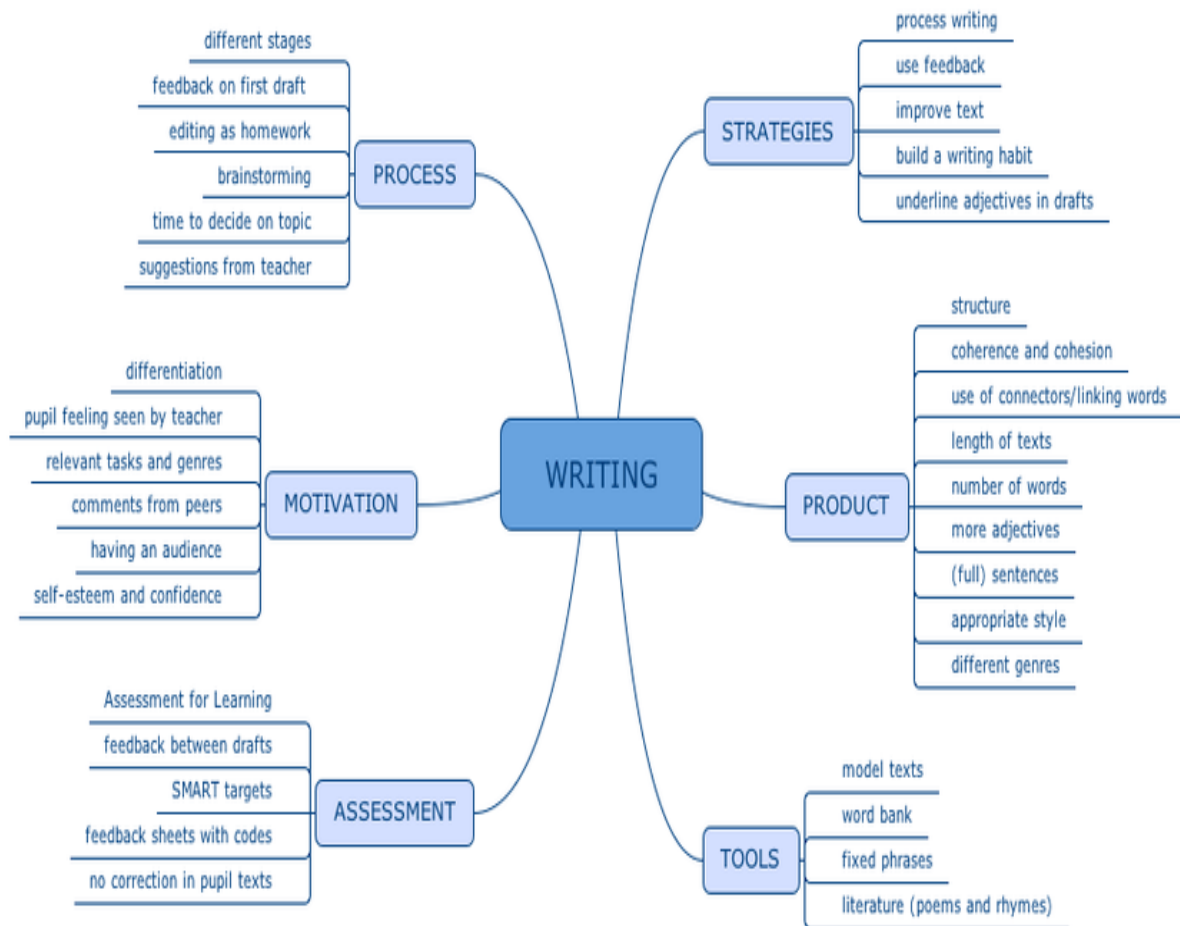 WRITING
PROCESS
different stages
feedback on first draft
editing as homework
brainstorming
time to decide on topic
suggestions from teacher
MOTIVATION
differentiation
pupil feeling seen by teacher
relevant tasks and genres
comments from peers
having an audience
self-esteem and confidence
ASSESSMENT
Assessment for Learning
feedback between drafts
SMART targets
feedback sheets with codes
no correction in pupil texts
STRATEGIES
process writing
use feedback
improve text
build a writing habit
underline adjectives in drafts
PRODUCT
structure
coherence and cohesion
use of connectors/linking words
length of texts
number of words
more adjectives
(full) sentences
appropriate style
different genres
TOOLS
model texts
word bank
fixed phrases
literature (poems and rhymes)